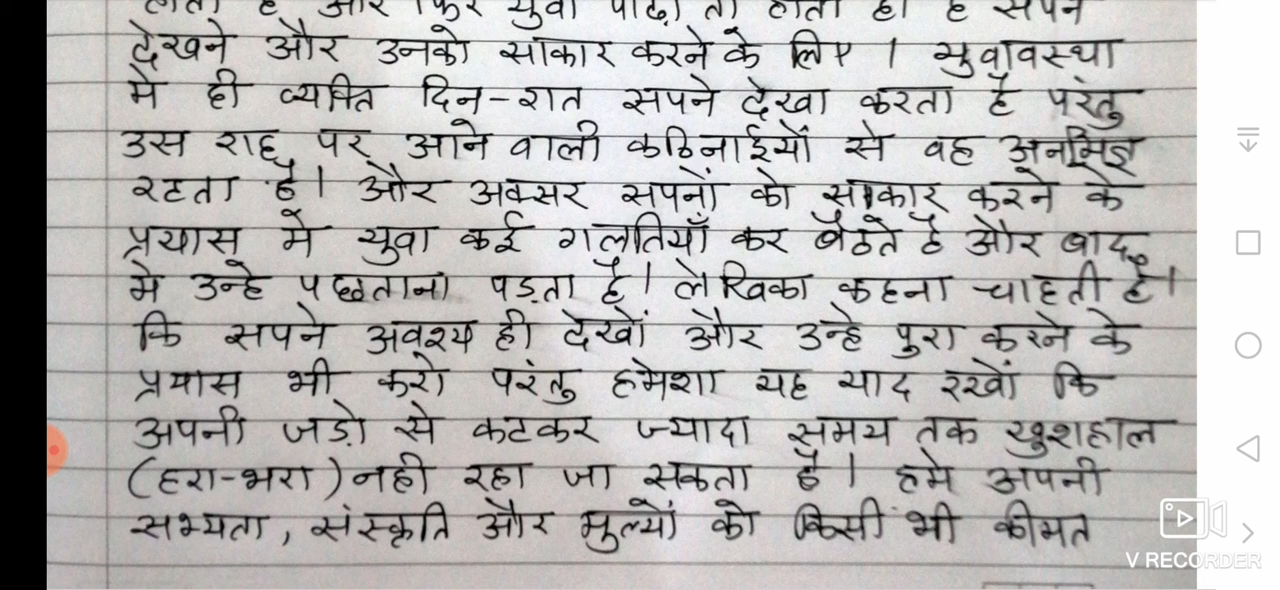 और फिर युवा पीढ़ी तो होती ही है सपने
देखने और उनको साकार करने के लिए । युवावस्था
मे ही व्यक्ति दिन-रात सपने देखा करता है परंतु
उस राह पर आने वाली कठिनाईयों से वह अनभिज्ञ
रहता है। और अक्सर सपनों को साकार करने के
प्रयास मे युवा कई गलतियाँ कर बैठते है और बाद
मे उन्हे पछताना पड़ता है। लेखिका कहना चाहती है।
कि सपने अवश्य ही देखों और उन्हे पुरा करने के
प्रयास भी करो परंतु हमेशा यह याद रखों कि
अपनी जड़ो से कटकर ज्यादा समय तक खुशहाल
(हरा-भरा) नही रहा जा सकता है। हमे अपनी
सभ्यता, संस्कृति और मुल्यों को किसी भी कीमत
V RECORDER